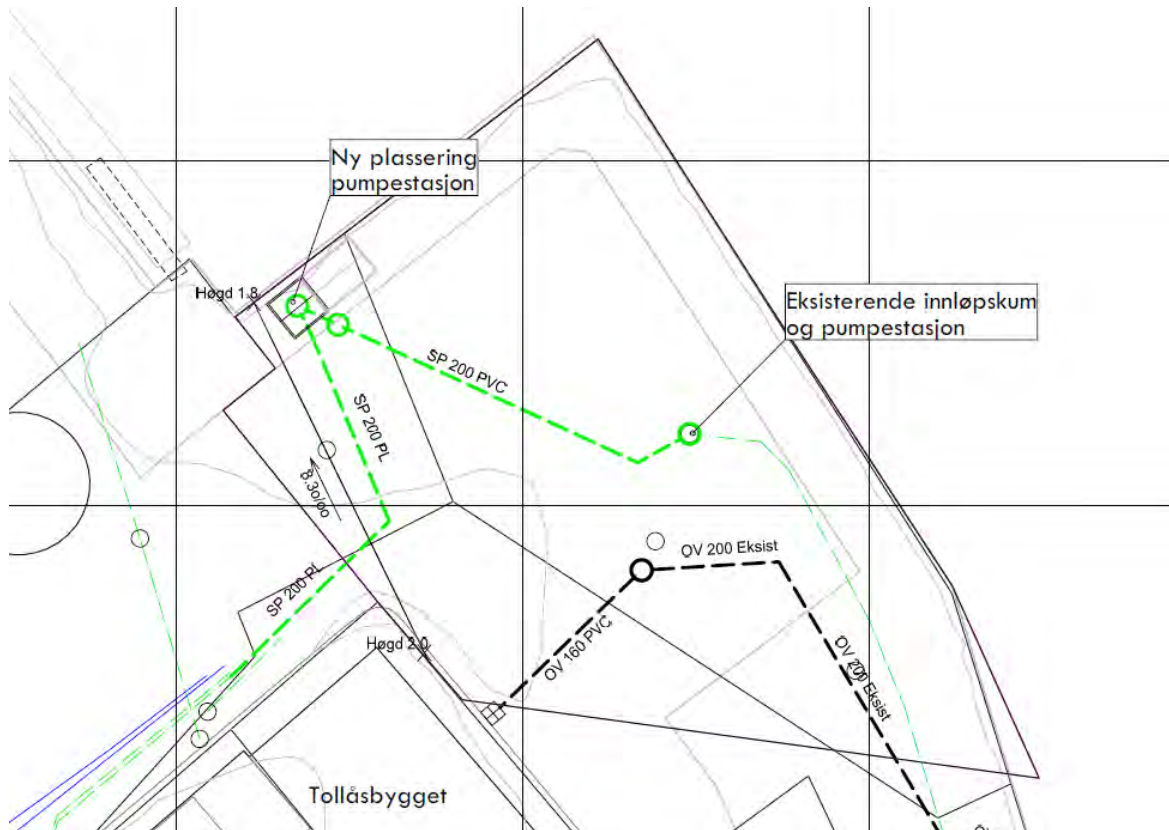 Ny plassering
pumpestasjon
Høgd 1.8
Eksisterende innløpskum
og pumpestasjon
SP 200 PVC
SP 200 PL
8.3o/oo
OV 200 Eksist
SP 200 PL
OV 160 PVC
Høgd 2.0
OV 200 Eksist
Tollåsbygget